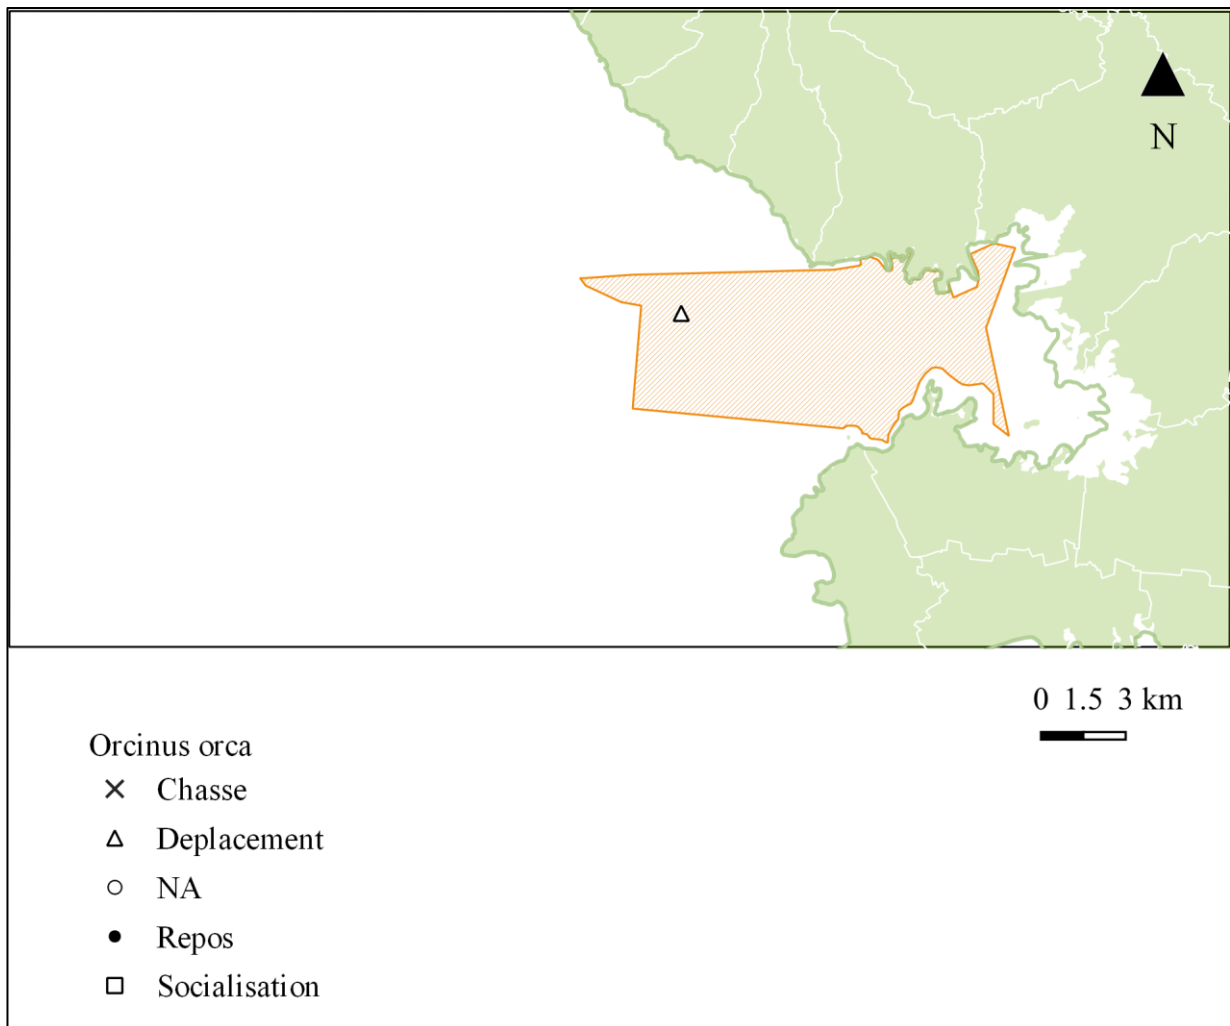 N
0 1.5 3 km
Orcinus orca
Chasse
Deplacement
NA
Repos
Socialisation